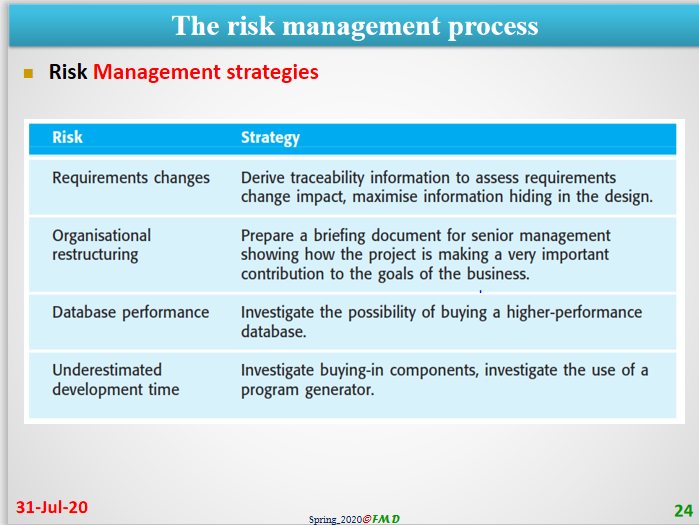 The risk management process
Risk Management strategies
Risk Strategy
Requirements changes Derive traceability information to assess requirements
change impact, maximise information hiding in the design.
Organisational Prepare a briefing document for senior management
restructuring showing how the project is making a very important
contribution to the goals of the business.
Database performance Investigate the possibility of buying a higher-performance
database.
Underestimated Investigate buying-in components, investigate the use of a
development time program generator.
31-Jul-20 Spring_2020©FMD 24